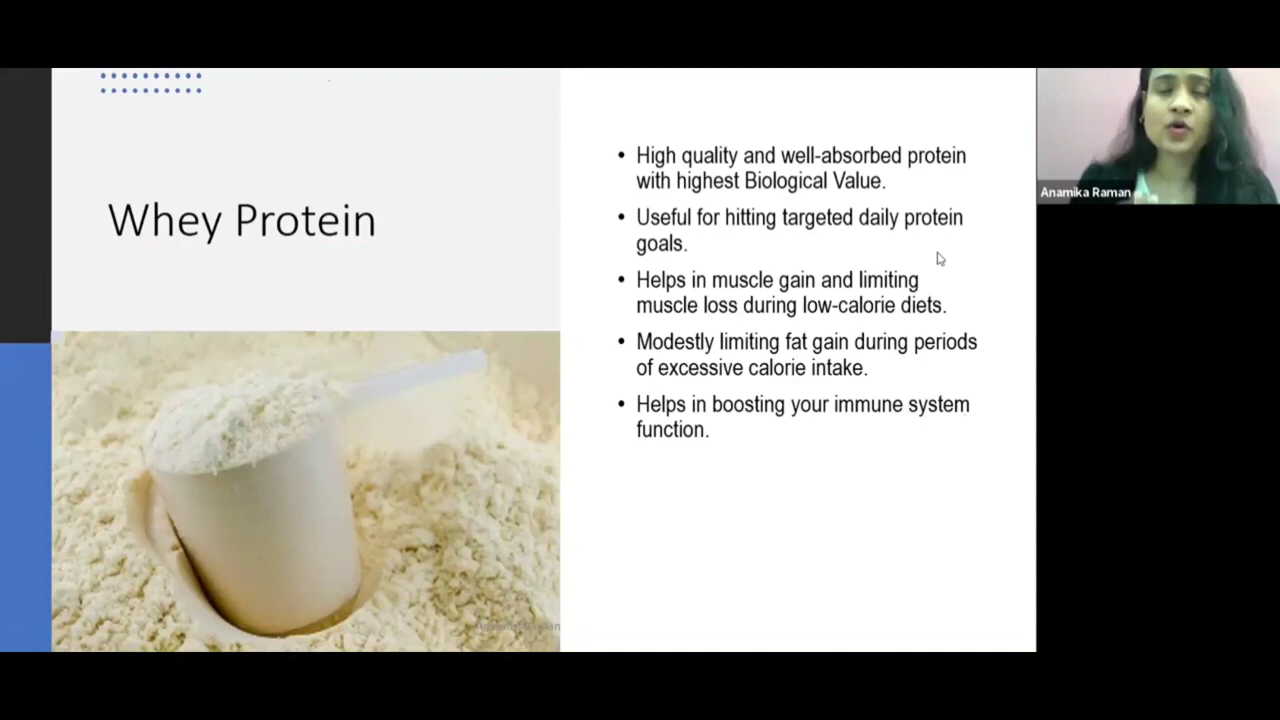 Whey Protein
• High quality and well-absorbed protein
with highest Biological Value.
• Useful for hitting targeted daily protein
goals.
• Helps in muscle gain and limiting
muscle loss during low-calorie diets.
• Modestly limiting fat gain during periods
of excessive calorie intake.
• Helps in boosting your immune system
function.
Anamika Raman